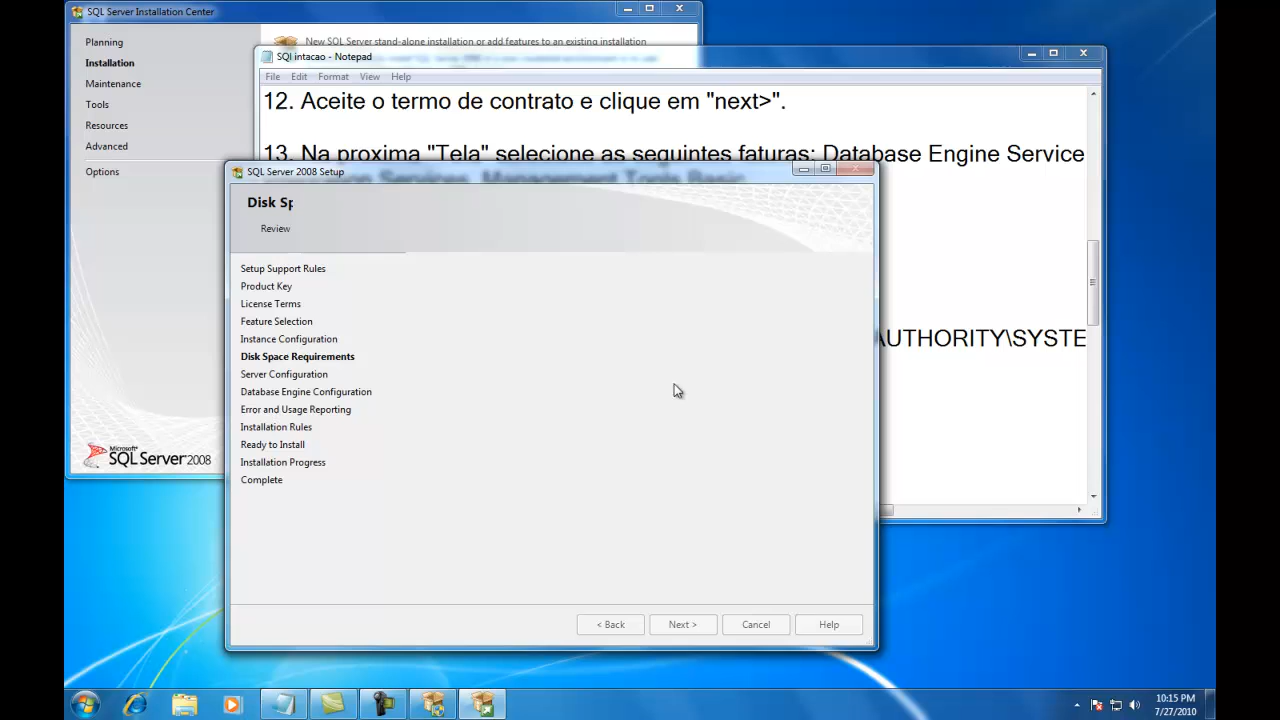 SQL Server Installation Center
Planning
Installation
Maintenance
Tools
Resources
Advanced
Options
Microsoft
SQL Server 2008
New SQL Server stand-alone installation or add features to an existing installation
SQl intacao - Notepad
File Edit Format View Help
12. Aceite o termo de contrato e clique em "next>".
13. Na proxima "Tela" selecione as seguintes faturas: Database Engine Service
Services, Management Tools Basic
AUTHORITY\SYSTE
SQL Server 2008 Setup
Disk Sp
Review
Setup Support Rules
Product Key
License Terms
Feature Selection
Instance Configuration
Disk Space Requirements
Server Configuration
Database Engine Configuration
Error and Usage Reporting
Installation Rules
Ready to Install
Installation Progress
Complete
< Back Next > Cancel Help
10:15 PM
7/27/2010